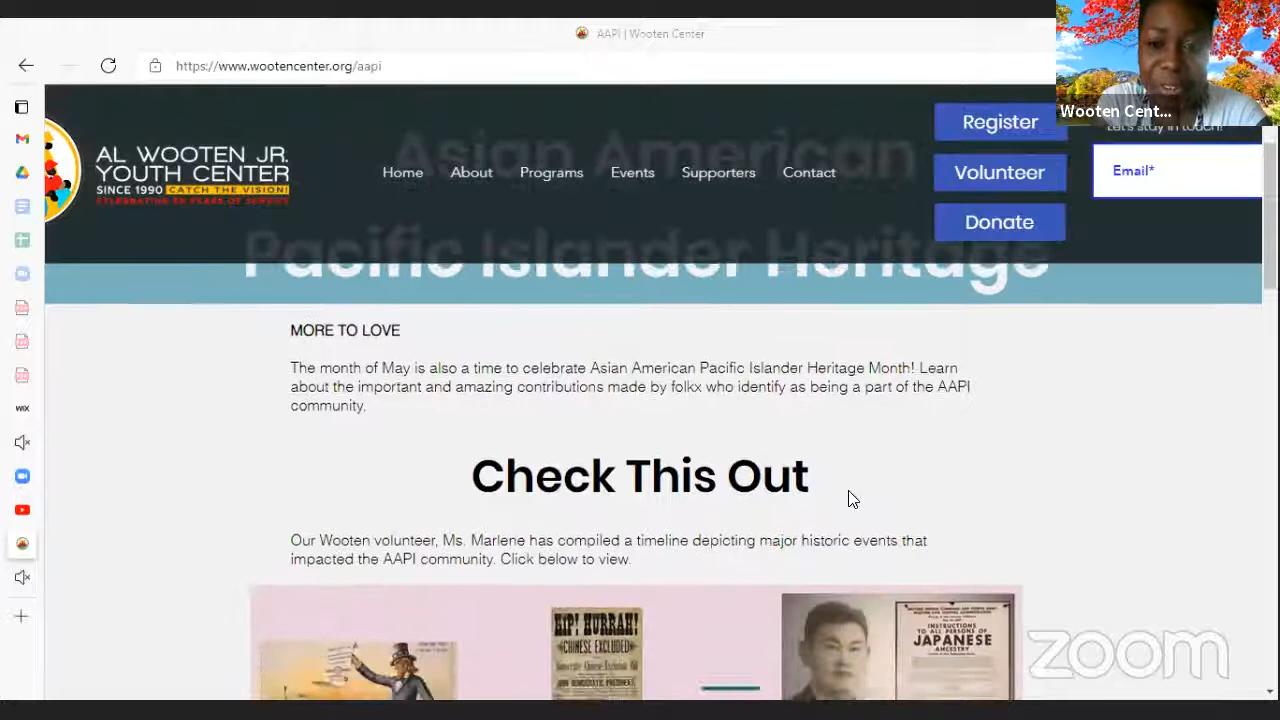 AAPI | Wooten Center
https://www.wootencenter.org/aapi
Wooten Cent...
Let's stay in touch!
Register
AL WOOTEN JR.
YOUTH CENTER
SINCE 1990 CATCH THE VISION!
Home About Programs Events Supporters Contact
Volunteer
Email*
Donate
Asian American
Pacific Islander Heritage
MORE TO LOVE
The month of May is also a time to celebrate Asian American Pacific Islander Heritage Month! Learn
about the important and amazing contributions made by folkx who identify as being a part of the AAPI
community.
Check This Out
Our Wooten volunteer, Ms. Marlene has compiled a timeline depicting major historic events that
impacted the AAPI community. Click below to view.
HIP! HURRAH!
CHINESE EXCLUDED
INSTRUCTIONS
TO ALL PERSONS OF
JAPANESE
ANCESTRY
WIX
zoom